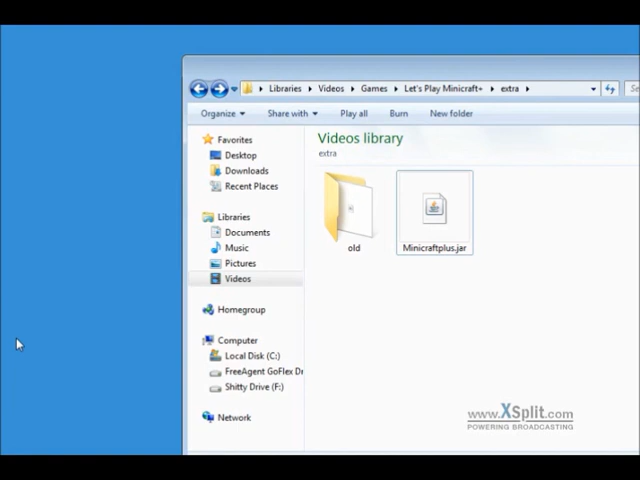 Libraries Videos Games Let's Play Minicraft+ extra Se
Organize Share with Play all Burn New folder
Favorites
Desktop
Downloads
Recent Places
Libraries
Documents
Music
Pictures
Videos
Homegroup
Computer
Local Disk (C:)
FreeAgent GoFlex Dr
Shitty Drive (F:)
Network
Videos library
extra
old
Minicraftplus.jar
www.XSplit.com
POWERING BROADCASTING